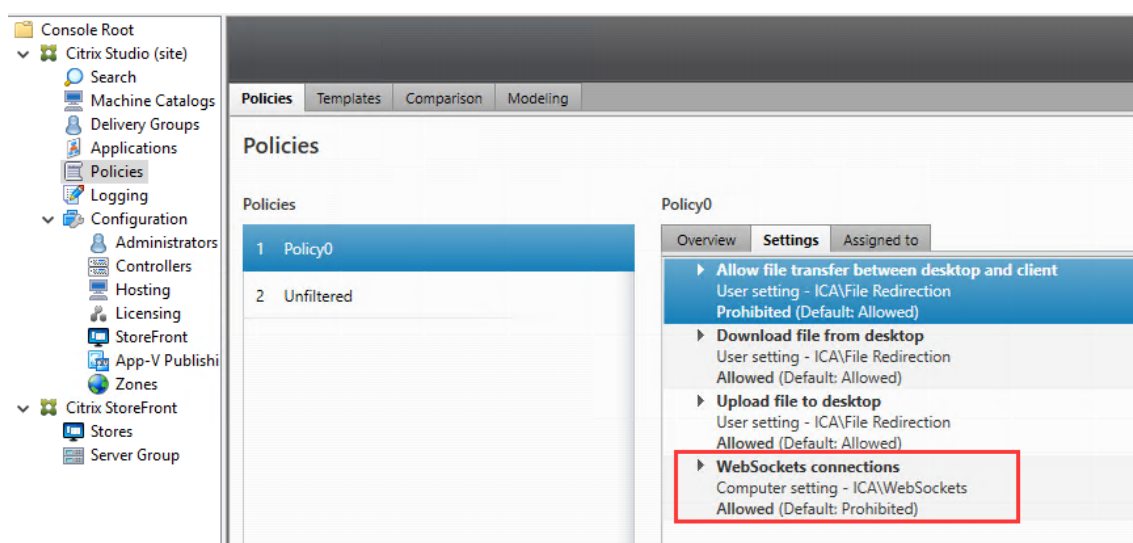 Console Root
Citrix Studio (site)
Search
Machine Catalogs
Delivery Groups
Applications
Policies
Logging
Configuration
Administrators
Controllers
Hosting
Licensing
StoreFront
App-V Publishi
Zones
Citrix StoreFront
Stores
Server Group
Policies Templates Comparison Modeling
Policies
Policies
1 Policy0
2 Unfiltered
Policy0
Overview Settings Assigned to
Allow file transfer between desktop and client
User setting - ICA\File Redirection
Prohibited (Default: Allowed)
Download file from desktop
User setting - ICA\File Redirection
Allowed (Default: Allowed)
Upload file to desktop
User setting - ICA\File Redirection
Allowed (Default: Allowed)
WebSockets connections
Computer setting - ICA\WebSockets
Allowed (Default: Prohibited)